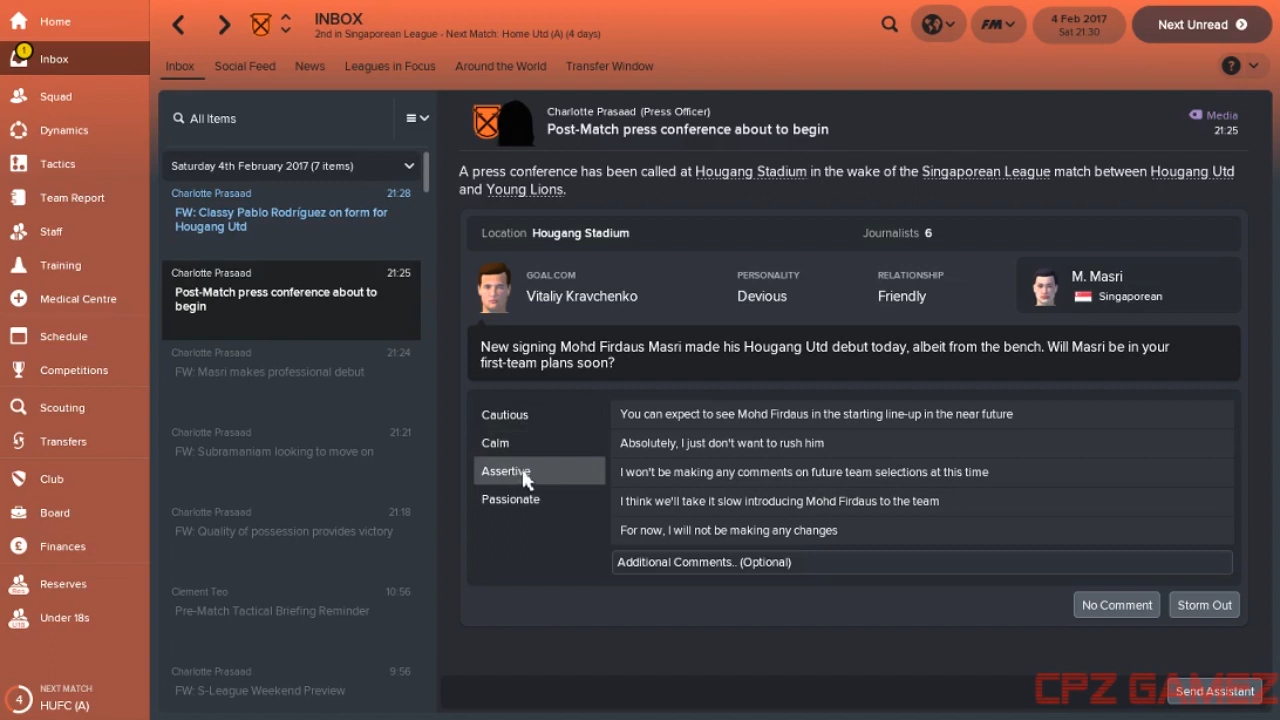 Home
Inbox
Squad
Dynamics
Tactics
Team Report
Staff
Training
Medical Centre
Schedule
Competitions
Scouting
Transfers
Club
Board
Finances
Reserves
Under 18s
4
NEXT MATCH
HUFC (A)
INBOX
2nd in Singaporean League - Next Match: Home Utd (A) (4 days)
FM
4 Feb 2017
Sat 21:30
Next Unread
Inbox
Social Feed
News
Leagues in Focus
Around the World
Transfer Window
?
All Items
Saturday 4th February 2017 (7 items)
Charlotte Prasaad 21:28
FW: Classy Pablo Rodríguez on form for
Hougang Utd
Charlotte Prasaad 21:25
Post-Match press conference about to
begin
Charlotte Prasaad 21:24
FW: Masri makes professional debut
Charlotte Prasaad 21:21
FW: Subramaniam looking to move on
Charlotte Prasaad 21:18
FW: Quality of possession provides victory
Clement Teo 10:56
Pre-Match Tactical Briefing Reminder
Charlotte Prasaad 9:56
FW: S-League Weekend Preview
Charlotte Prasaad (Press Officer)
Post-Match press conference about to begin
Media
21:25
A press conference has been called at Hougang Stadium in the wake of the Singaporean League match between Hougang Utd
and Young Lions.
Location Hougang Stadium
Journalists 6
GOAL.COM
Vitaliy Kravchenko
PERSONALITY
Devious
RELATIONSHIP
Friendly
M. Masri
Singaporean
New signing Mohd Firdaus Masri made his Hougang Utd debut today, albeit from the bench. Will Masri be in your
first-team plans soon?
Cautious
Calm
Assertive
Passionate
You can expect to see Mohd Firdaus in the starting line-up in the near future
Absolutely, I just don't want to rush him
I won't be making any comments on future team selections at this time
I think we'll take it slow introducing Mohd Firdaus to the team
For now, I will not be making any changes
Additional Comments.. (Optional)
No Comment
Storm Out
CPZ GAMEZ
Send Assistant